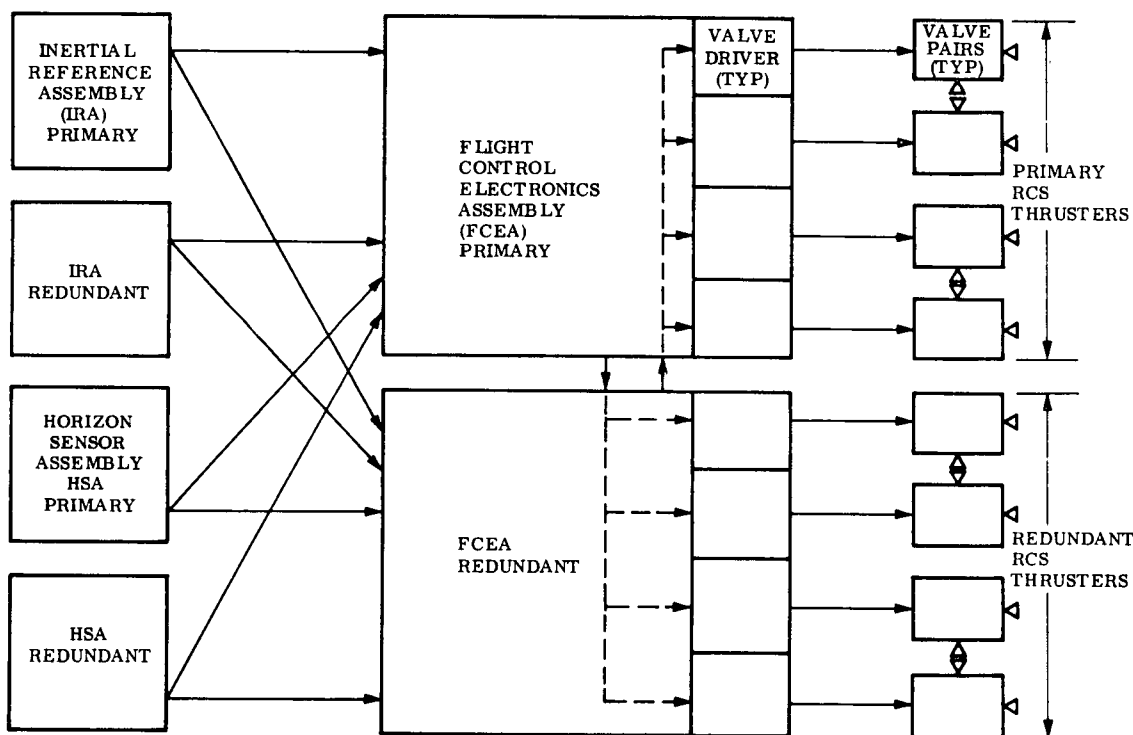 INERTIAL
REFERENCE
ASSEMBLY
(IRA)
PRIMARY
IRA
REDUNDANT
HORIZON
SENSOR
ASSEMBLY
HSA
PRIMARY
HSA
REDUNDANT
FLIGHT
CONTROL
ELECTRONICS
ASSEMBLY
(FCEA)
PRIMARY
FCEA
REDUNDANT
VALVE
DRIVER
(TYP)
VALVE
PAIRS
(TYP)
PRIMARY
RCS
THRUSTERS
REDUNDANT
RCS
THRUSTERS